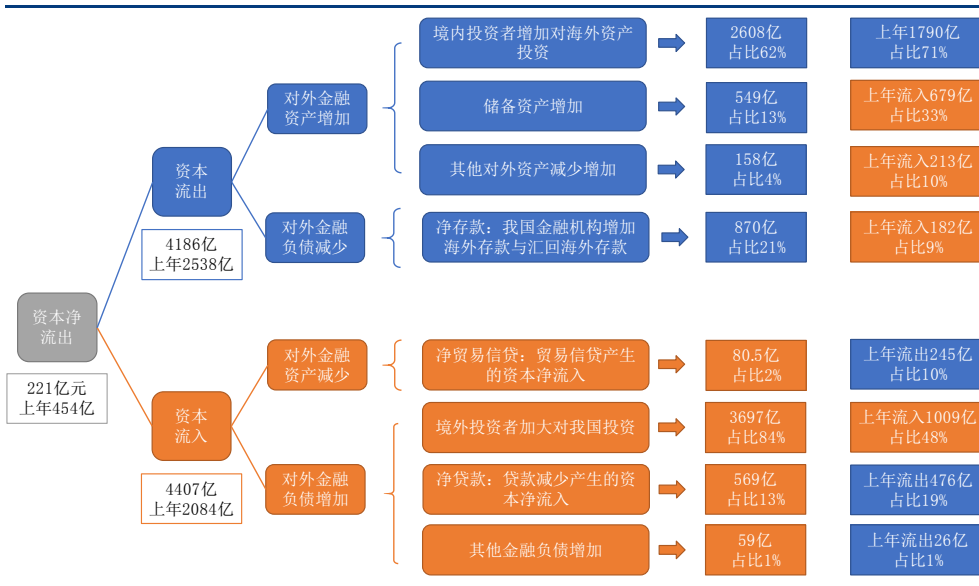 境内投资者增加对海外资产
投资
2608亿
占比62%
上年1790亿
占比71%
对外金融
资产增加
储备资产增加
549亿
占比13%
上年流入679亿
占比33%
其他对外资产减少增加
158亿
占比4%
上年流入213亿
占比10%
资本
流出
4186亿
上年2538亿
对外金融
负债减少
净存款：我国金融机构增加
海外存款与汇回海外存款
870亿
占比21%
上年流入182亿
占比9%
资本净
流出
221亿元
上年454亿
对外金融
资产减少
净贸易信贷：贸易信贷产生
的资本净流入
80.5亿
占比2%
上年流出245亿
占比10%
资本
流入
4407亿
上年2084亿
境外投资者加大对我国投资
3697亿
占比84%
上年流入1009亿
占比48%
对外金融
负债增加
净贷款：贷款减少产生的资
本净流入
569亿
占比13%
上年流出476亿
占比19%
其他金融负债增加
59亿
占比1%
上年流出26亿
占比1%